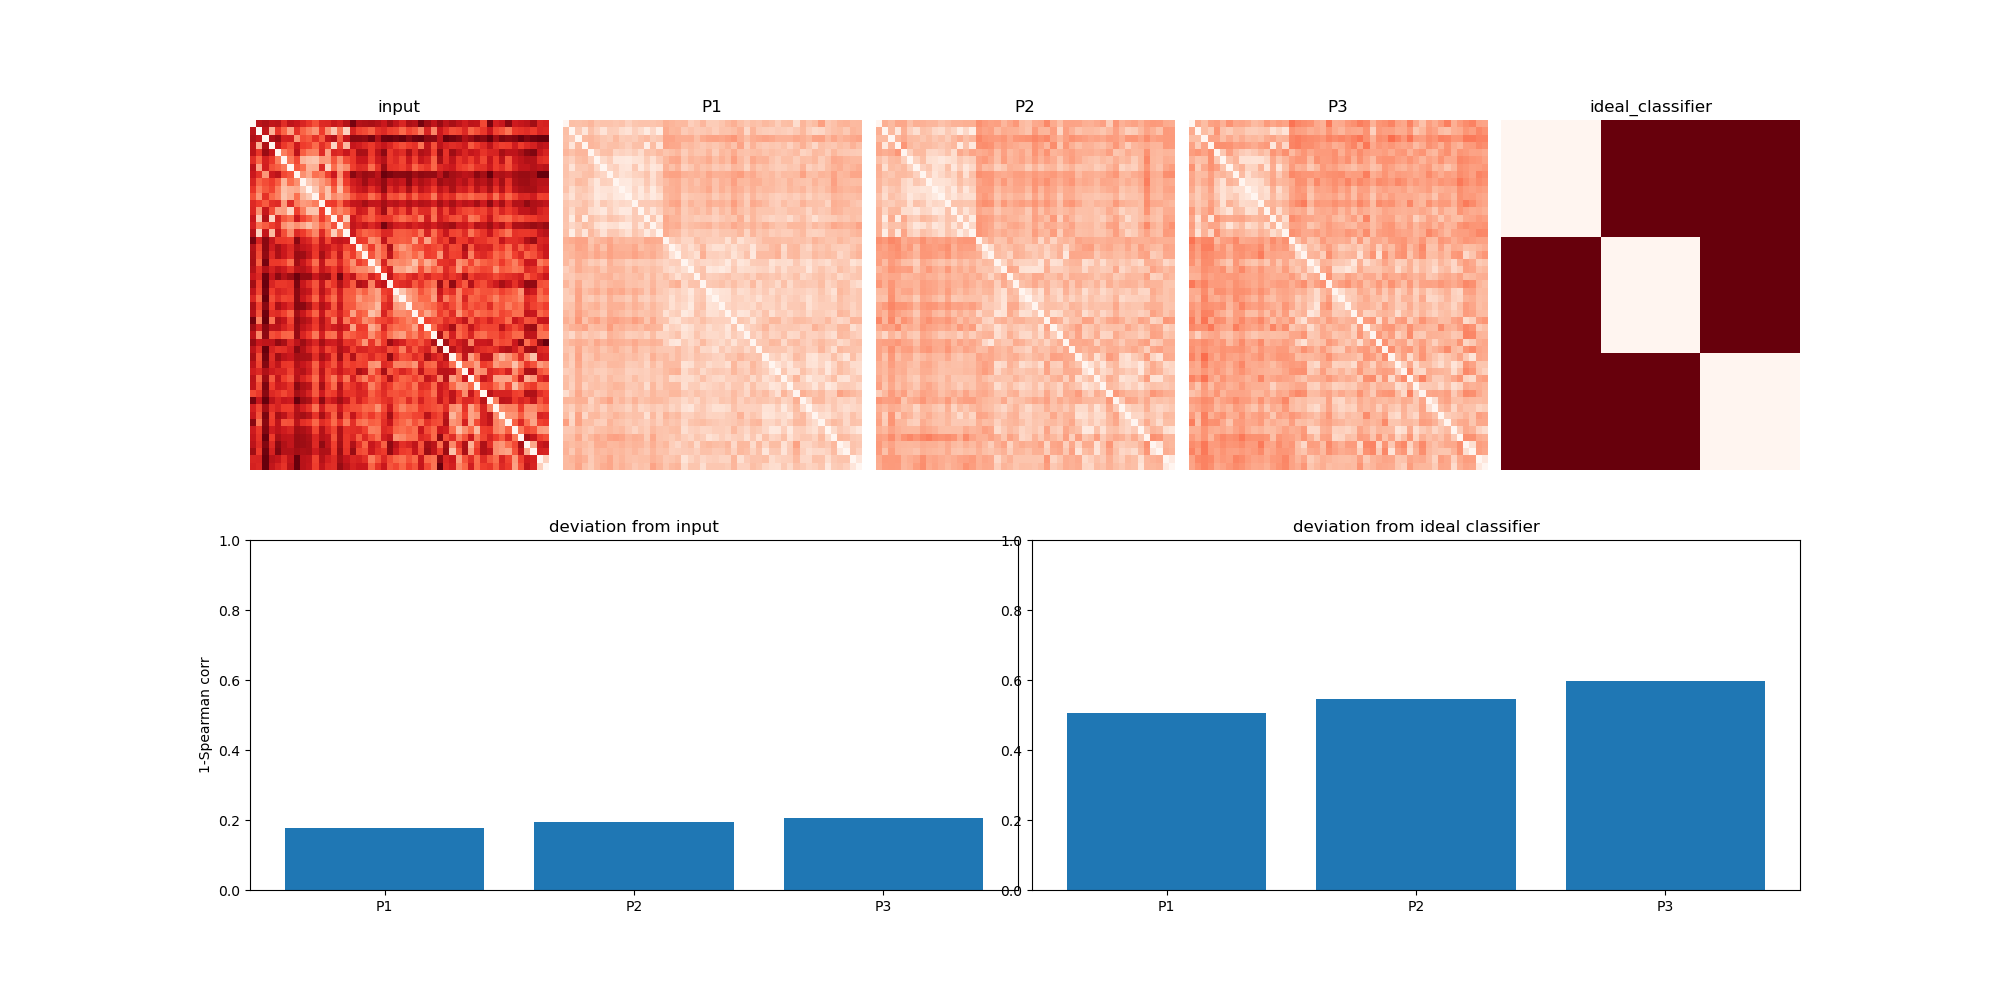 input P1 P2 P3 ideal_classifier
deviation from input deviation from ideal classifier
1-Spearman corr
1.0
0.8
0.6
0.4
0.2
0.0
P1 P2 P3
1.0
0.8
0.6
0.4
0.2
0.0
P1 P2 P3